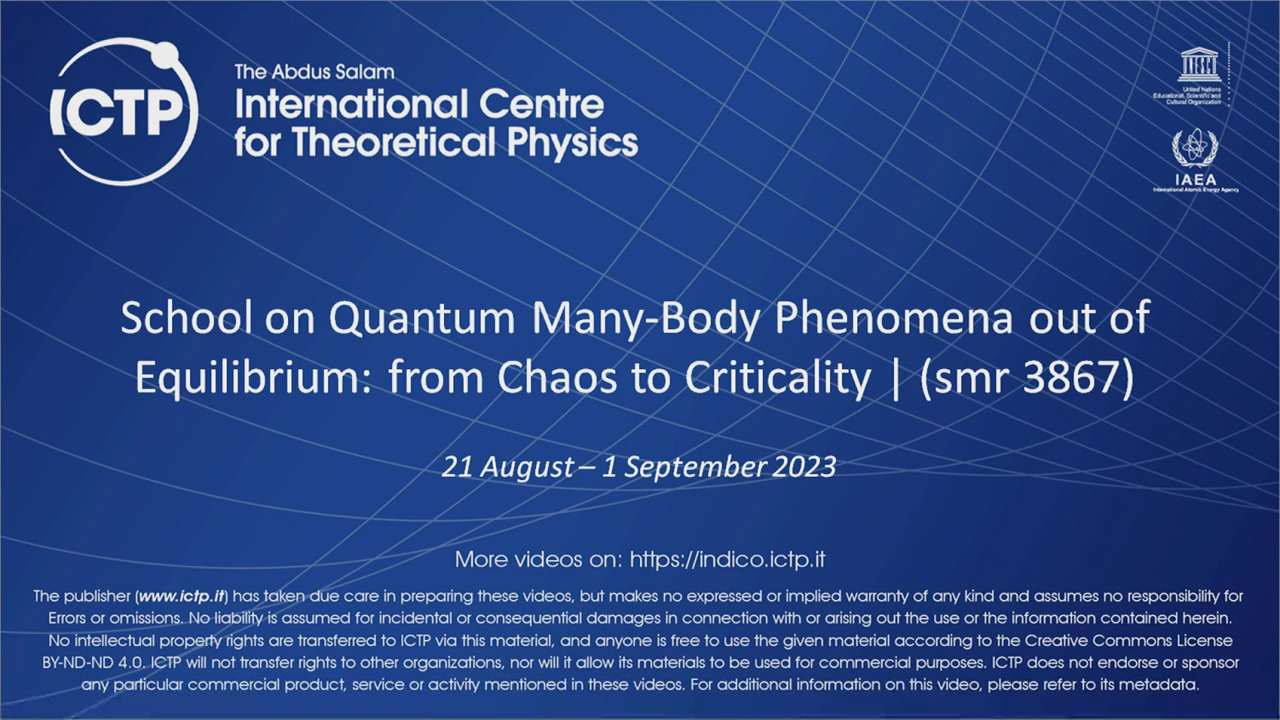 ICTP
The Abdus Salam
International Centre
for Theoretical Physics
UNESCO
United Nations
Educational, Scientific and
Cultural Organization
IAEA
International Atomic Energy Agency
School on Quantum Many-Body Phenomena out of
Equilibrium: from Chaos to Criticality | (smr 3867)
21 August – 1 September 2023
More videos on: https://indico.ictp.it
The publisher (www.ictp.it) has taken due care in preparing these videos, but makes no expressed or implied warranty of any kind and assumes no responsibility for
Errors or omissions. No liability is assumed for incidental or consequential damages in connection with or arising out the use or the information contained herein.
No intellectual property rights are transferred to ICTP via this material, and anyone is free to use the given material according to the Creative Commons License
BY-ND-ND 4.0. ICTP will not transfer rights to other organizations, nor will it allow its materials to be used for commercial purposes. ICTP does not endorse or sponsor
any particular commercial product, service or activity mentioned in these videos. For additional information on this video, please refer to its metadata.